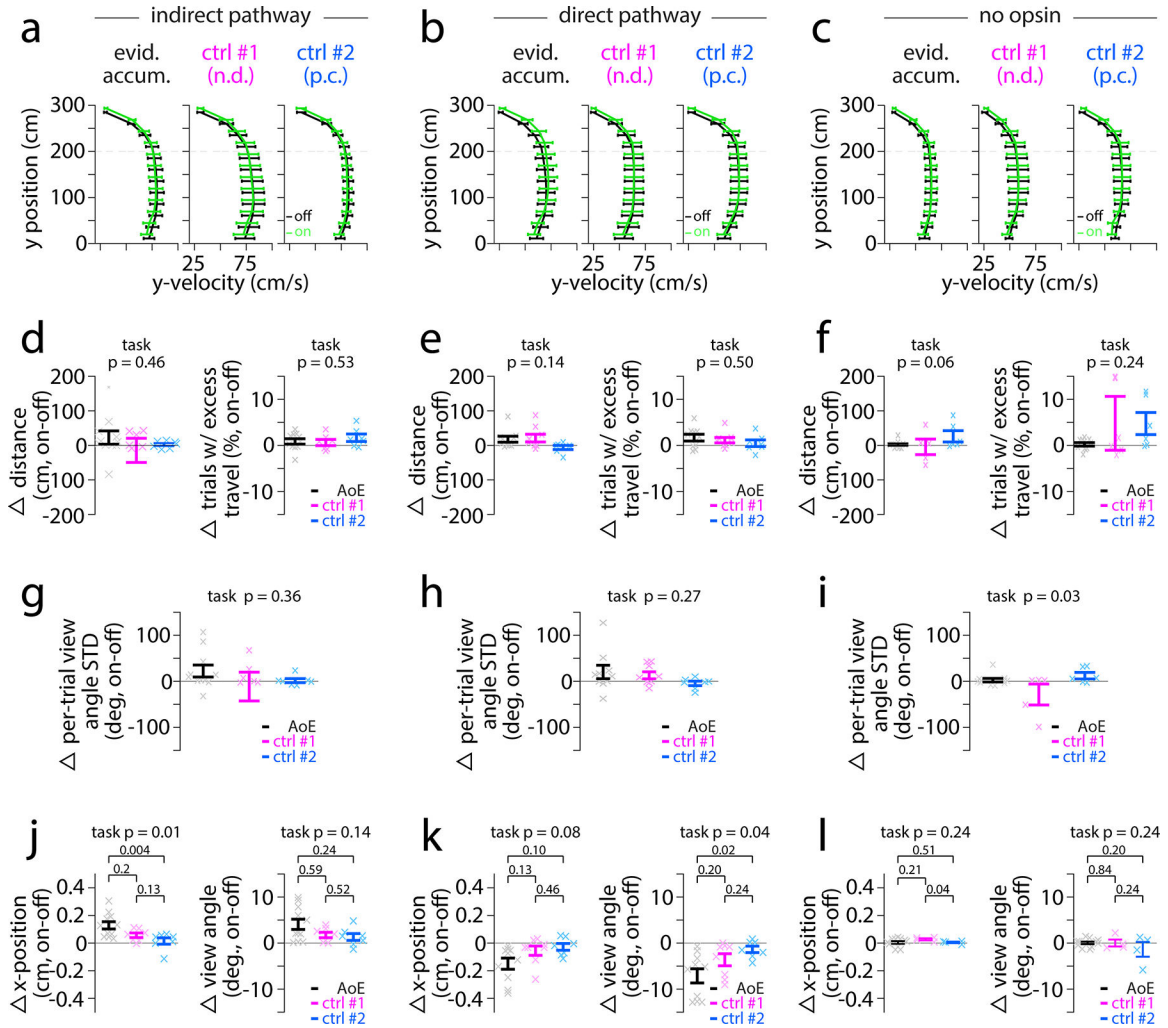 a
indirect pathway
evid.
accum.
ctrl #1
(n.d.)
ctrl #2
(p.c.)
300
200
100
0
y position (cm)
off
on
25 75
y-velocity (cm/s)
b
direct pathway
evid.
accum.
ctrl #1
(n.d.)
ctrl #2
(p.c.)
300
200
100
0
y position (cm)
off
on
25 75
y-velocity (cm/s)
c
no opsin
evid.
accum.
ctrl #1
(n.d.)
ctrl #2
(p.c.)
300
200
100
0
y position (cm)
off
on
25 75
y-velocity (cm/s)
d
task
p = 0.46
200
100
0
-100
-200
△ distance
(cm, on-off)
task
p = 0.53
10
0
-10
△ trials w/ excess
travel (%, on-off)
AoE
ctrl #1
ctrl #2
e
task
p = 0.14
200
100
0
-100
-200
△ distance
(cm, on-off)
task
p = 0.50
10
0
-10
△ trials w/ excess
travel (%, on-off)
AoE
ctrl #1
ctrl #2
f
task
p = 0.06
200
100
0
-100
-200
△ distance
(cm, on-off)
task
p = 0.24
10
0
-10
△ trials w/ excess
travel (%, on-off)
AoE
ctrl #1
ctrl #2
g
task p = 0.36
100
0
-100
△ per-trial view
angle STD
(deg, on-off)
AoE
ctrl #1
ctrl #2
h
task p = 0.27
100
0
-100
△ per-trial view
angle STD
(deg, on-off)
AoE
ctrl #1
ctrl #2
i
task p = 0.03
100
0
-100
△ per-trial view
angle STD
(deg, on-off)
AoE
ctrl #1
ctrl #2
j
task p = 0.01
0.004
0.2
0.13
0.4
0.2
0
-0.2
-0.4
△ x-position
(cm, on-off)
task p = 0.14
0.24
0.59
0.52
10
0
-10
△ view angle
(deg., on-off)
AoE
ctrl #1
ctrl #2
k
task p = 0.08
0.10
0.13
0.46
0.4
0.2
0
-0.2
-0.4
△ x-position
(cm, on-off)
task p = 0.04
0.02
0.20
0.24
10
0
-10
△ view angle
(deg., on-off)
AoE
ctrl #1
ctrl #2
l
task p = 0.24
0.51
0.21
0.04
0.4
0.2
0
-0.2
-0.4
△ x-position
(cm, on-off)
task p = 0.24
0.20
0.84
0.24
10
0
-10
△ view angle
(deg., on-off)
AoE
ctrl #1
ctrl #2